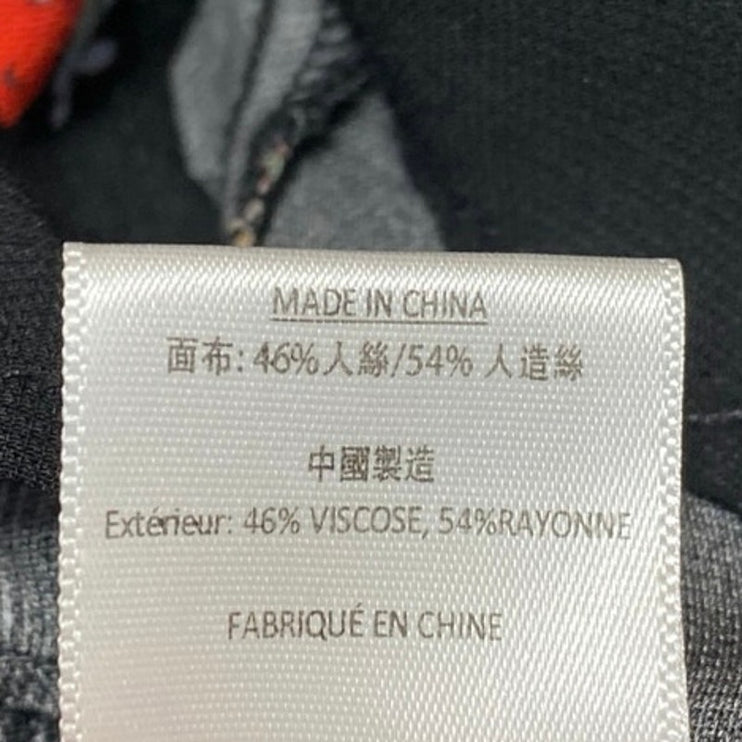 MADE IN CHINA
面布: 46%人絲/54% 人造絲
中國製造
Extérieur: 46% VISCOSE, 54%RAYONNE
FABRIQUÉ EN CHINE